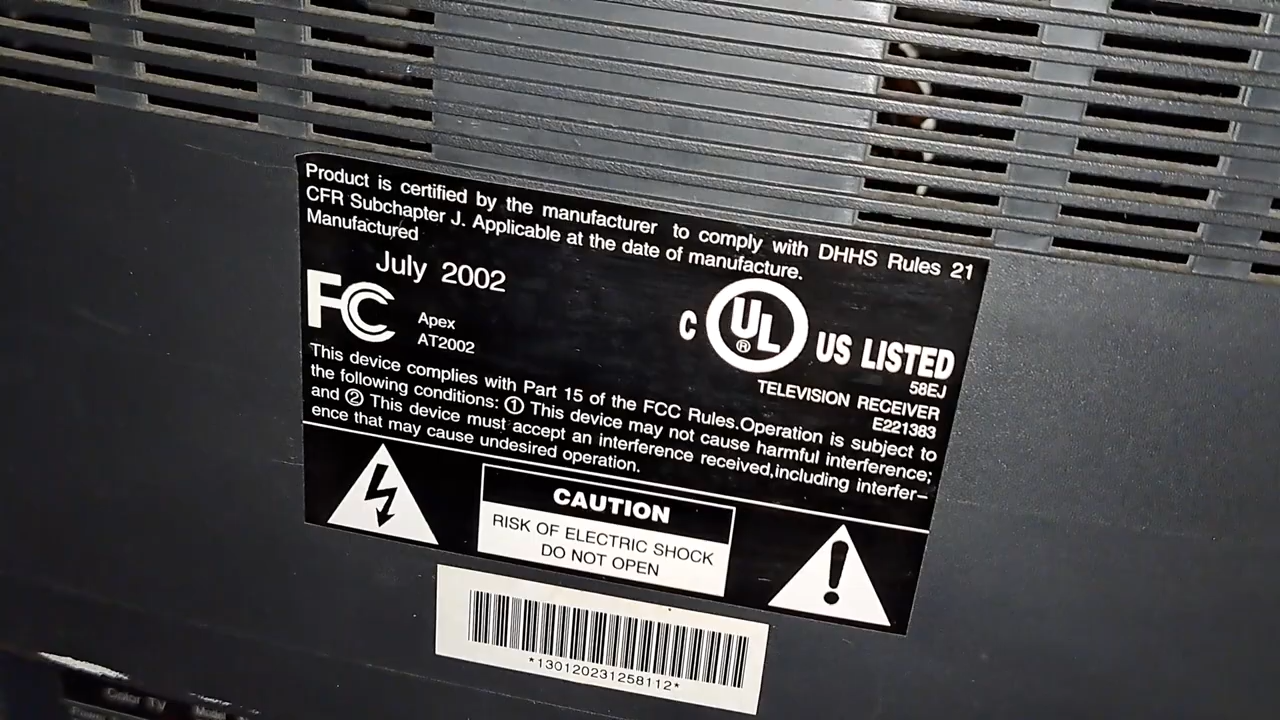 Product is certified by the manufacturer to comply with DHHS Rules 21
CFR Subchapter J. Applicable at the date of manufacture.
Manufactured
July 2002
FC
Apex
AT2002
C UL ® US LISTED
58EJ
TELEVISION RECEIVER
E221383
This device complies with Part 15 of the FCC Rules.Operation is subject to
the following conditions: ① This device may not cause harmful interference;
and ② This device must accept an interference received,including interfer–
ence that may cause undesired operation.
CAUTION
RISK OF ELECTRIC SHOCK
DO NOT OPEN
*130120231258112*
Color TV Model